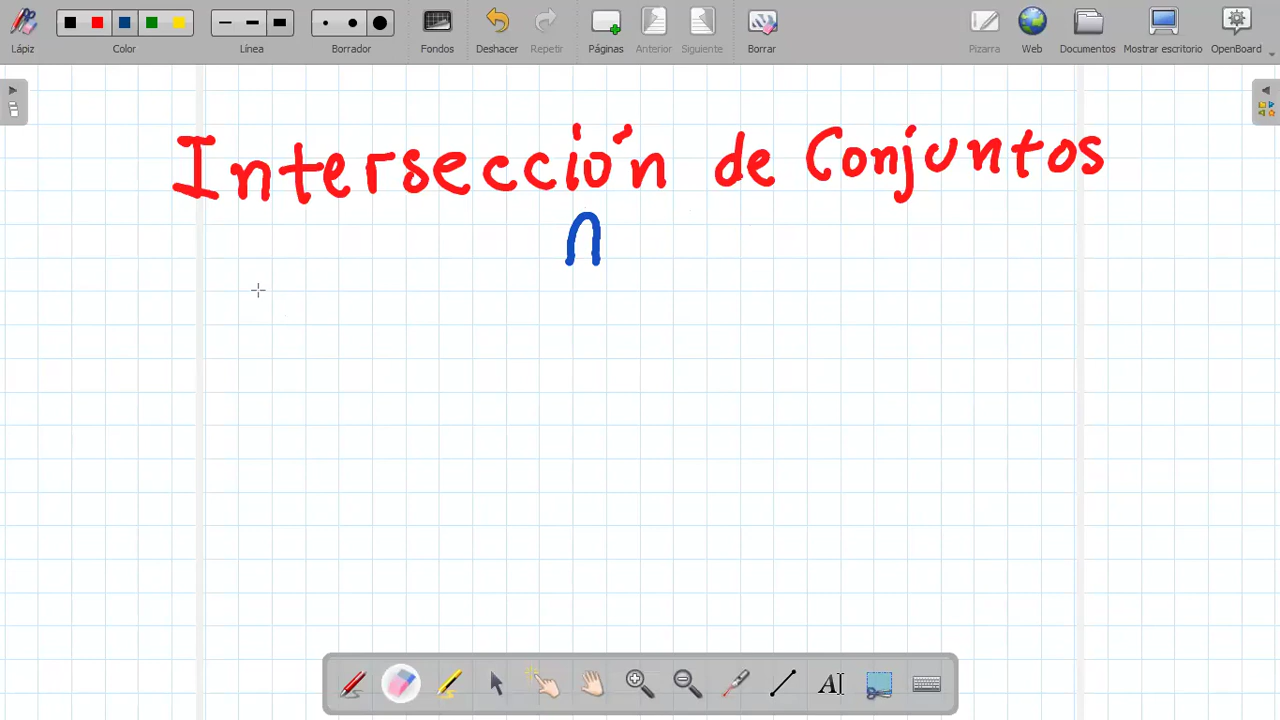 Lápiz Color Línea Borrador Fondos Deshacer Repetir Páginas Anterior Siguiente Borrar Pizarra Web Documentos Mostrar escritorio OpenBoard
Intersección de Conjuntos
∩
AI